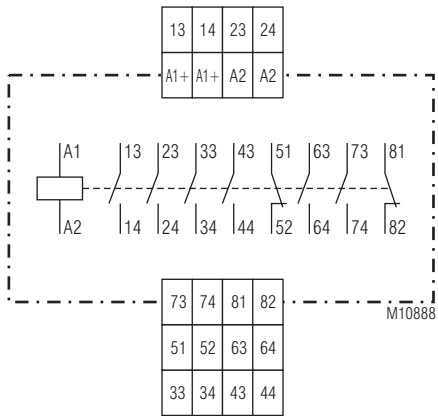 13 14 23 24
A1+ A1+ A2 A2
A1 13 23 33 43 51 63 73 81
A2 14 24 34 44 52 64 74 82
73 74 81 82
M10888
51 52 63 64
33 34 43 44